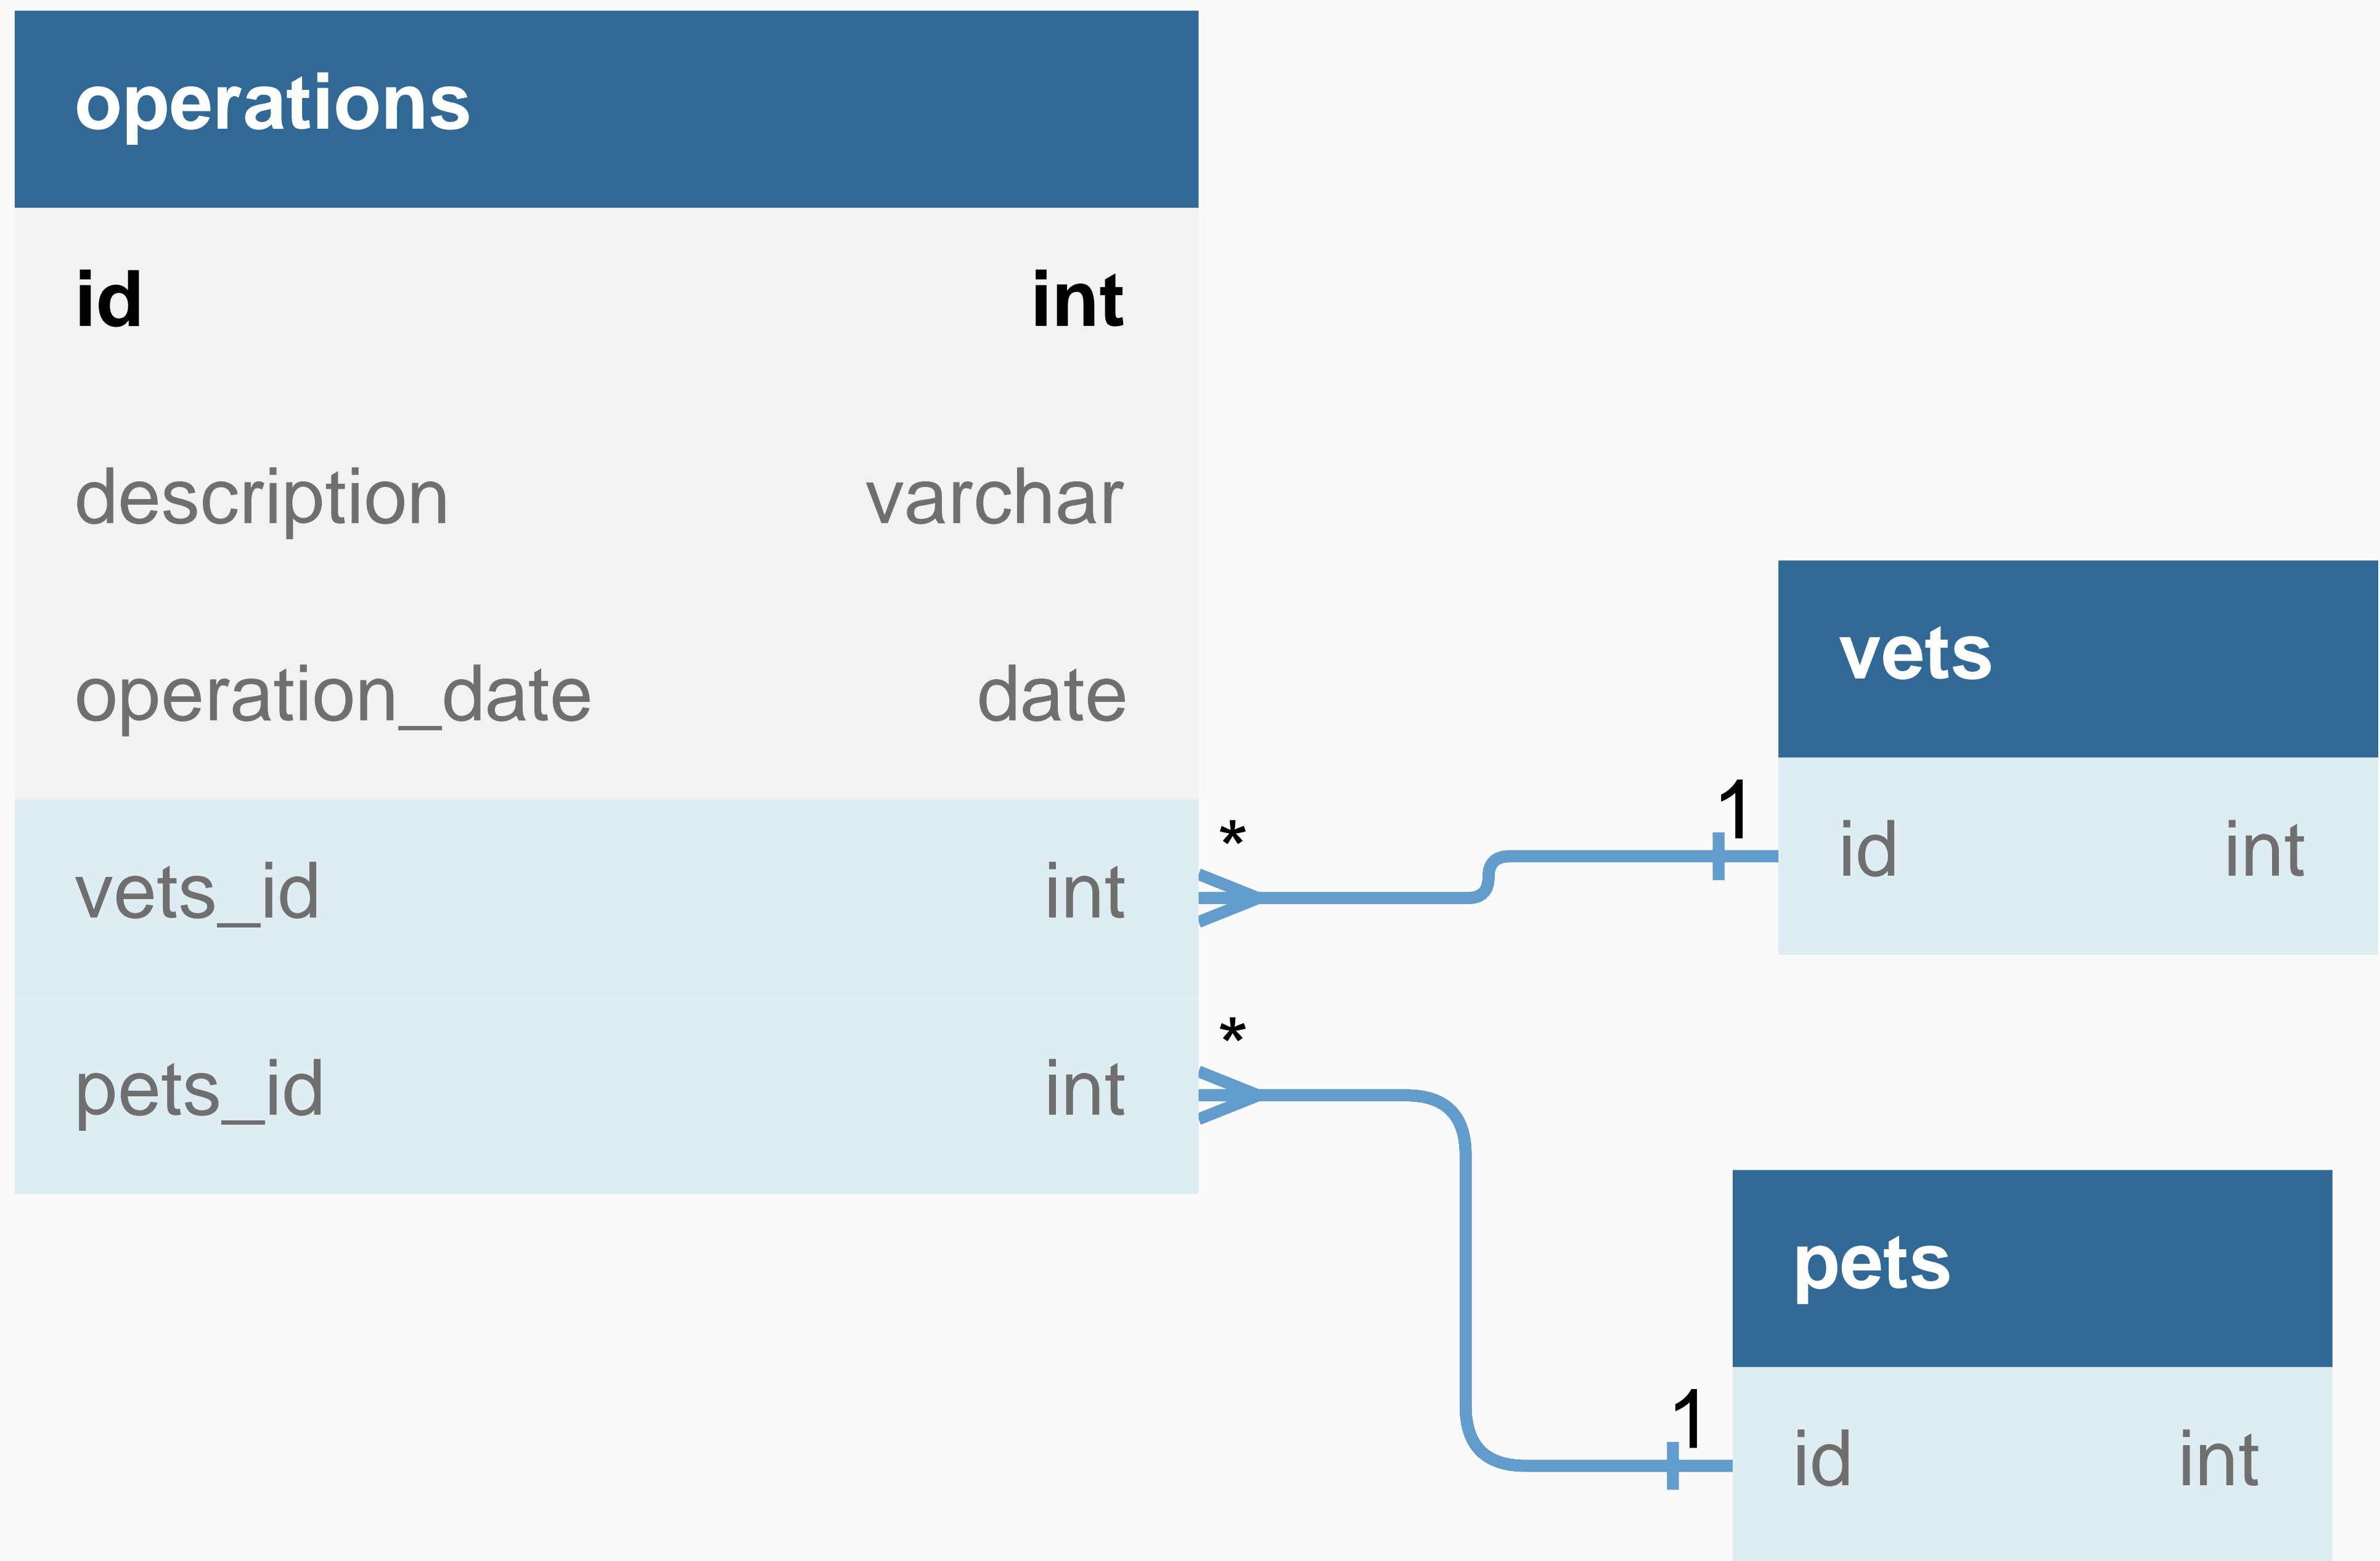 operations
id int
description varchar
operation_date date
vets_id int
pets_id int
*
1
*
1
vets
id int
pets
id int